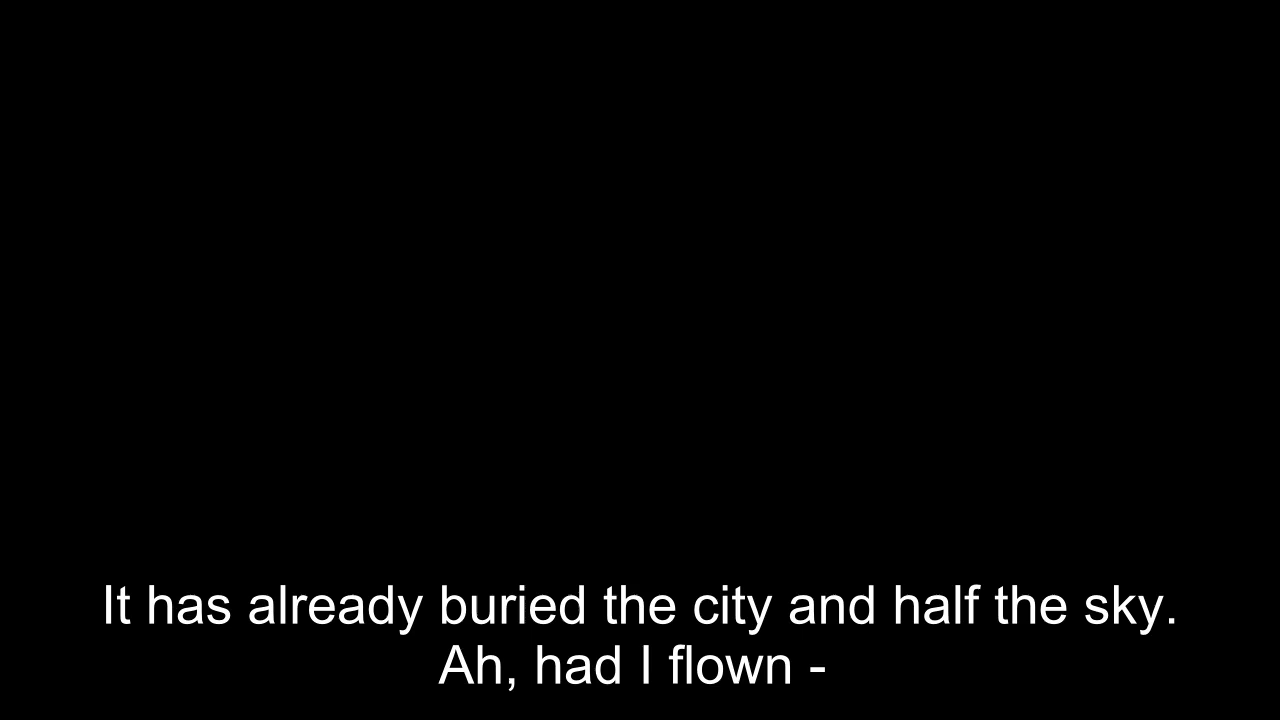 It has already buried the city and half the sky.
Ah, had I flown -